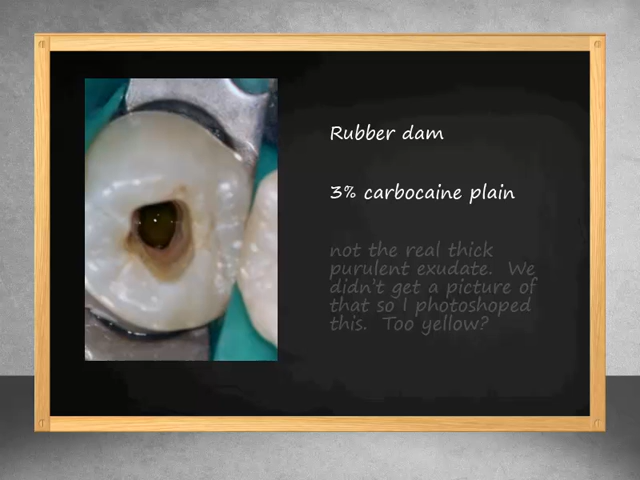 Rubber dam
3% carbocaine plain
not the real thick
purulent exudate.  We
didn't get a picture of
that so I photoshoped
this.  Too yellow?